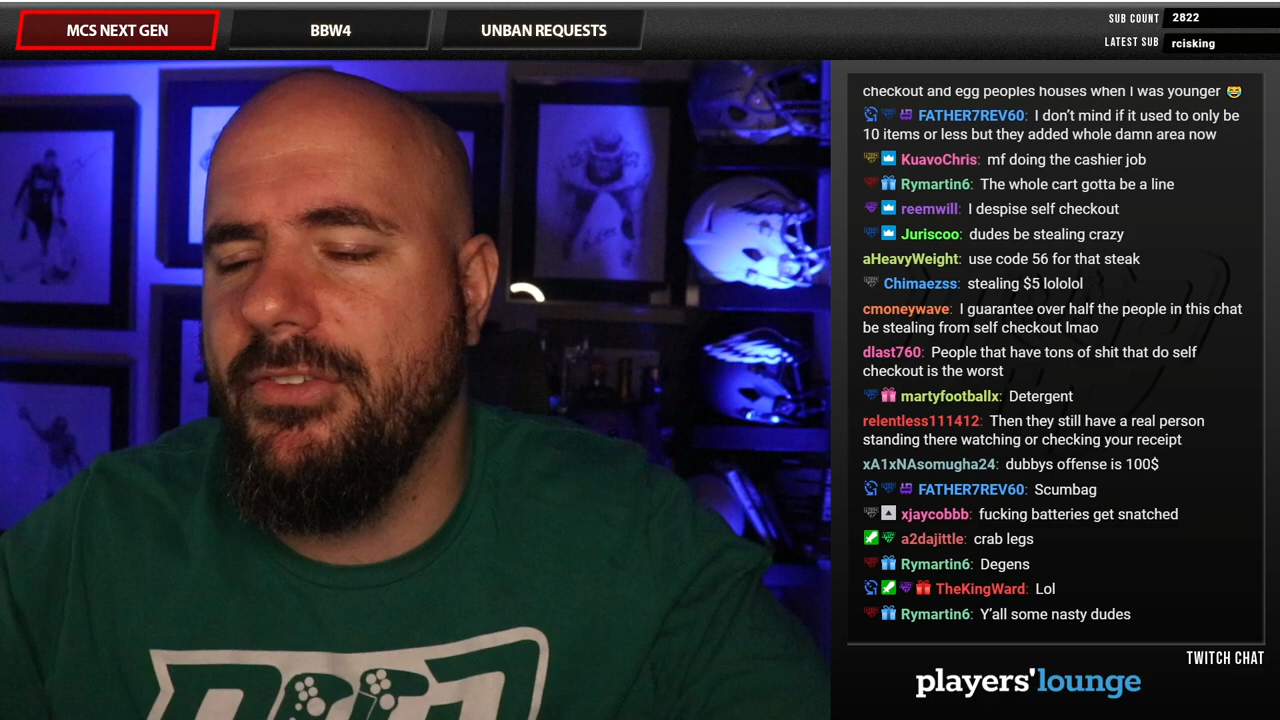 MCS NEXT GEN
BBW4
UNBAN REQUESTS
SUB COUNT 2822
LATEST SUB rcisking
checkout and egg peoples houses when I was younger 😂
FATHER7REV60: I don't mind if it used to only be
10 items or less but they added whole damn area now
KuavoChris: mf doing the cashier job
Rymartin6: The whole cart gotta be a line
reemwill: I despise self checkout
Juriscoo: dudes be stealing crazy
aHeavyWeight: use code 56 for that steak
Chimaezss: stealing $5 lololol
cmoneywave: I guarantee over half the people in this chat
be stealing from self checkout lmao
dlast760: People that have tons of shit that do self
checkout is the worst
martyfootballx: Detergent
relentless111412: Then they still have a real person
standing there watching or checking your receipt
xA1xNAsomugha24: dubbys offense is 100$
FATHER7REV60: Scumbag
xjaycobbb: fucking batteries get snatched
a2dajittle: crab legs
Rymartin6: Degens
TheKingWard: Lol
Rymartin6: Y'all some nasty dudes
TWITCH CHAT
players'lounge